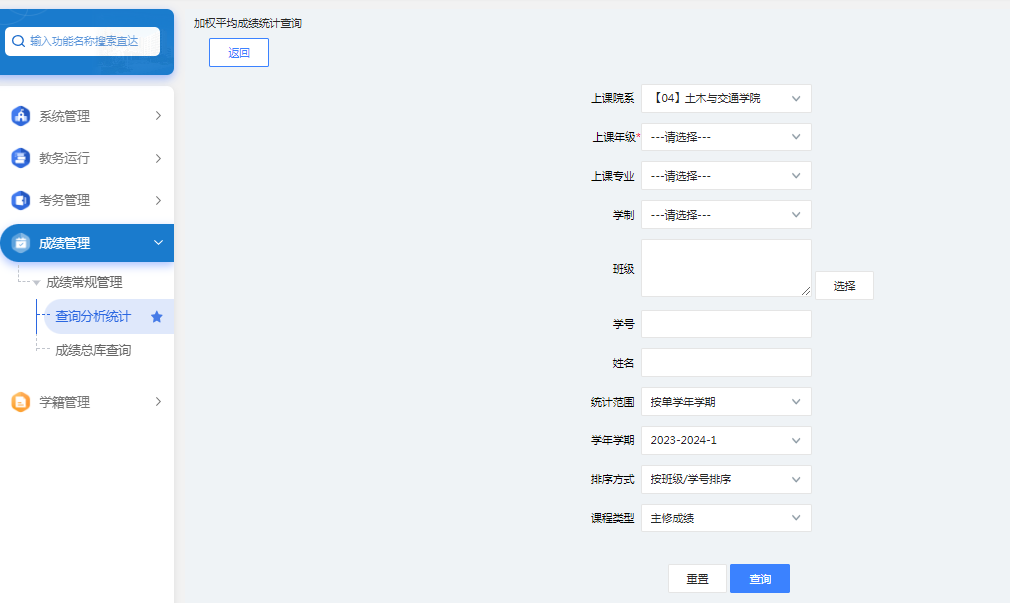 输入功能名称搜索直达
系统管理
教务运行
考务管理
成绩管理
成绩常规管理
查询分析统计
成绩总库查询
学籍管理
加权平均成绩统计查询
返回
上课院系 【04】土木与交通学院
上课年级* ---请选择---
上课专业 ---请选择---
学制 ---请选择---
班级 选择
学号
姓名
统计范围 按单学年学期
学年学期 2023-2024-1
排序方式 按班级/学号排序
课程类型 主修成绩
重置 查询